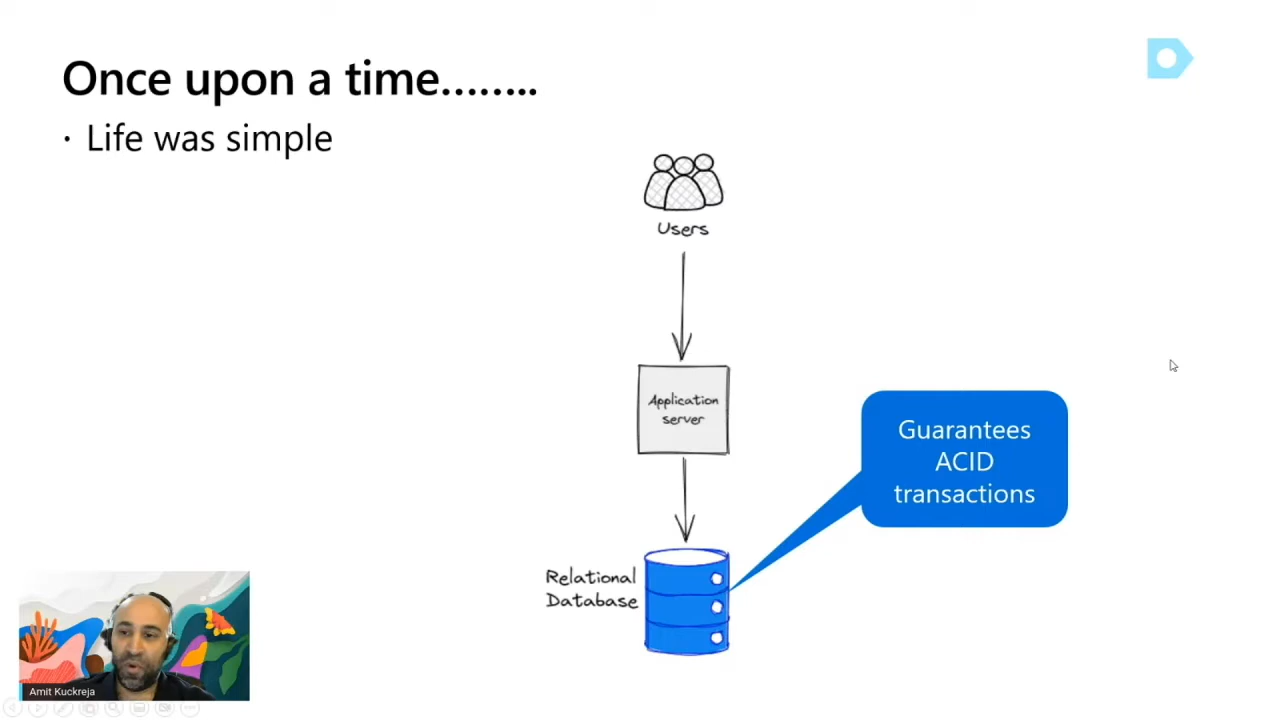 Once upon a time……..
• Life was simple
Users
Application
server
Guarantees
ACID
transactions
Relational
Database
Amit Kuckreja